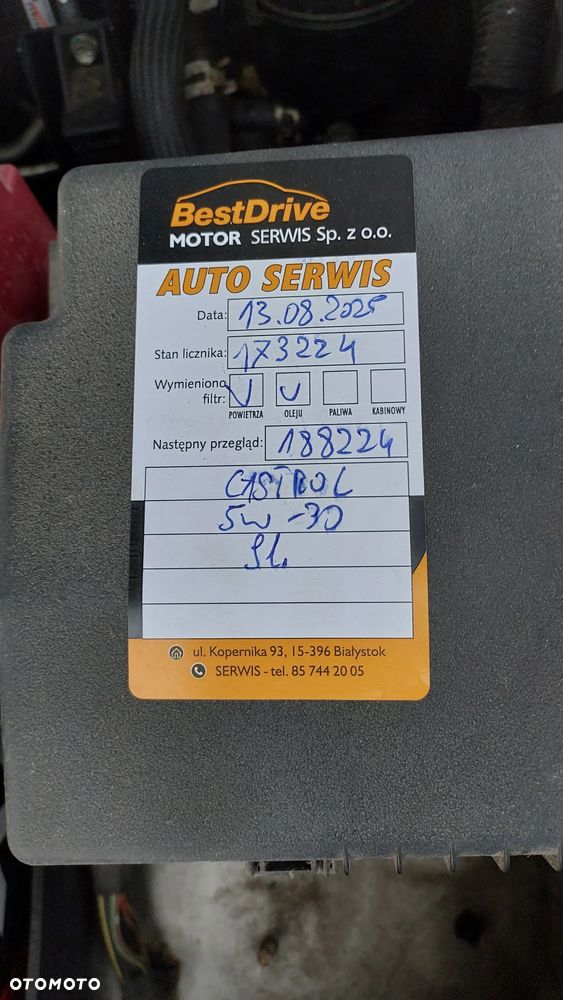 BestDrive
MOTOR SERWIS Sp. z o.o.
AUTO SERWIS
Data: 13.08.2025
Stan licznika: 173224
Wymieniono filtr: V V
POWIETRZA OLEJU PALIWA KABINOWY
Następny przegląd: 188224
CASTROL
5W-30
ul. Kopernika 93, 15-396 Białystok
SERWIS - tel. 85 744 20 05
OTOMOTO